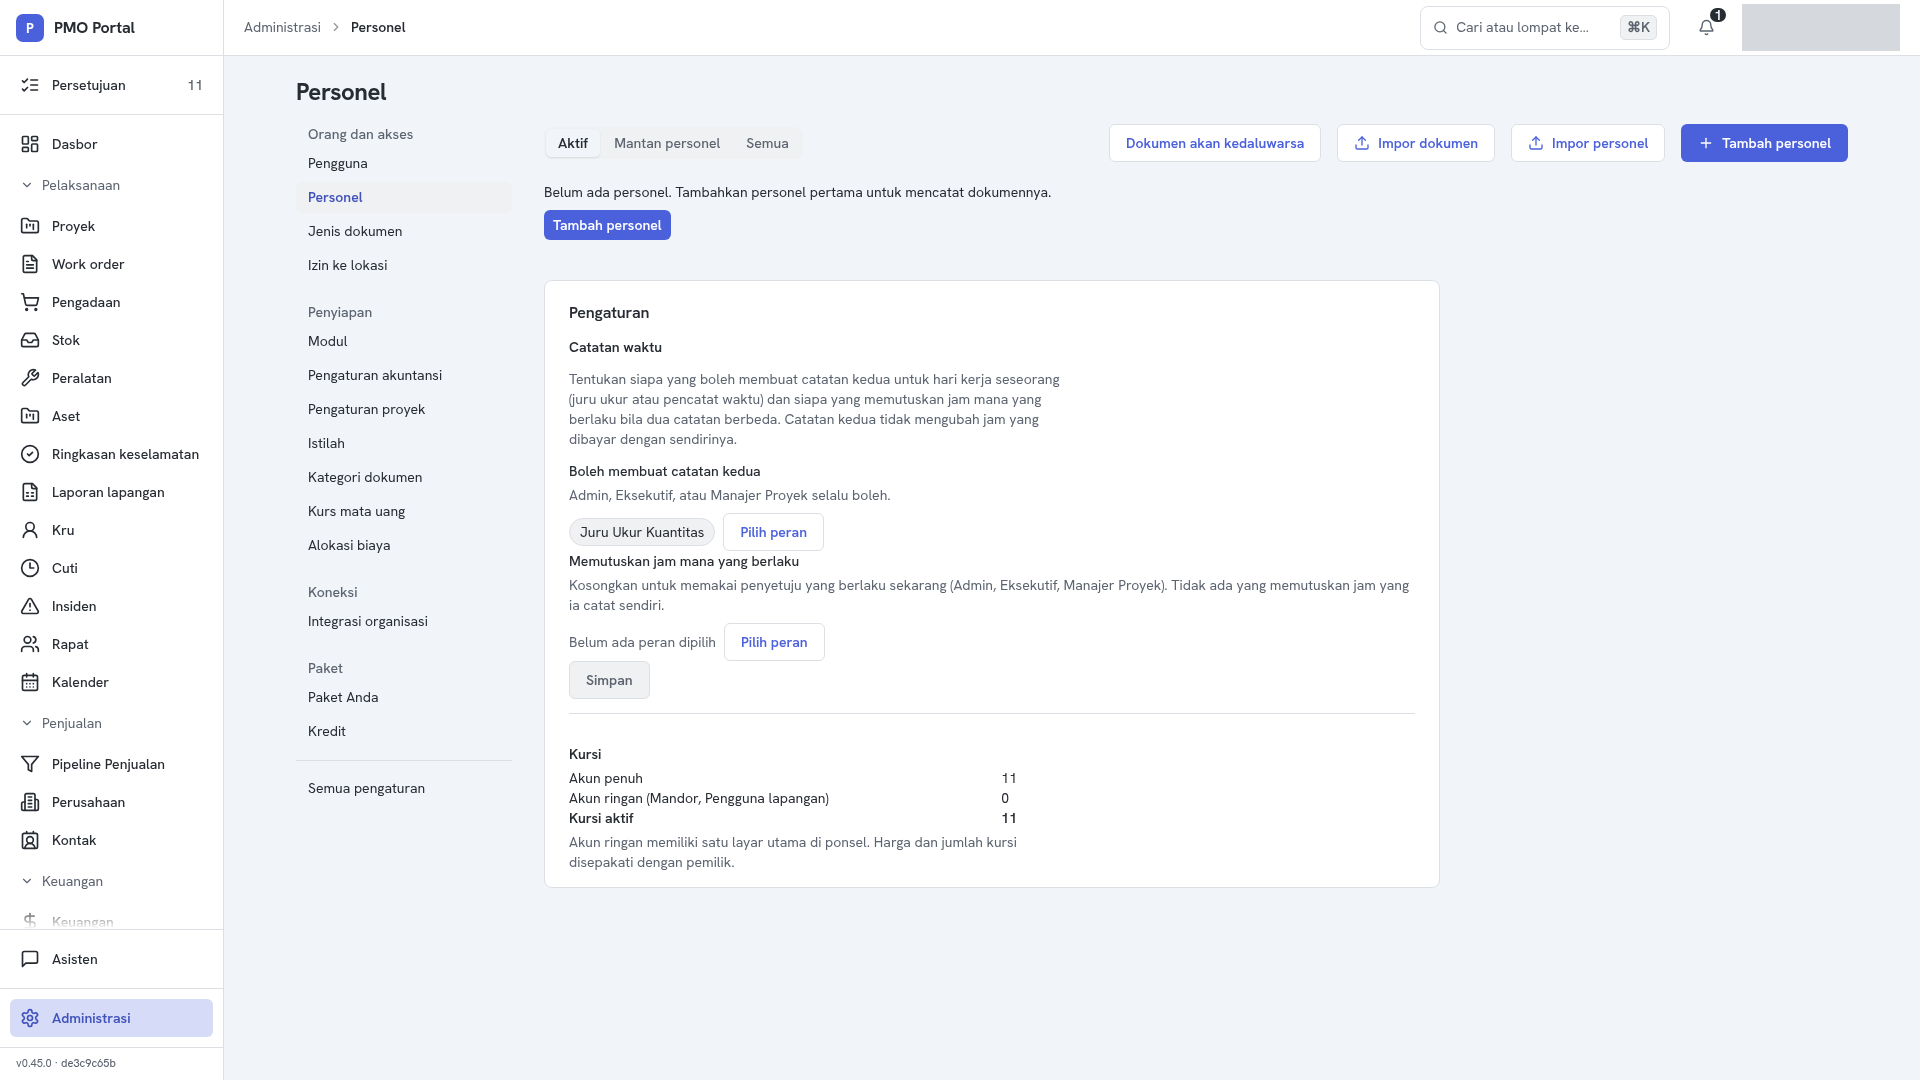 P PMO Portal
Administrasi > Personel
Cari atau lompat ke... ⌘K
1
Persetujuan 11
Dasbor
Pelaksanaan
Proyek
Work order
Pengadaan
Stok
Peralatan
Aset
Ringkasan keselamatan
Laporan lapangan
Kru
Cuti
Insiden
Rapat
Kalender
Penjualan
Pipeline Penjualan
Perusahaan
Kontak
Keuangan
Keuangan
Asisten
Administrasi
v0.45.0 · de3c9c65b
Personel
Orang dan akses
Pengguna
Personel
Jenis dokumen
Izin ke lokasi
Penyiapan
Modul
Pengaturan akuntansi
Pengaturan proyek
Istilah
Kategori dokumen
Kurs mata uang
Alokasi biaya
Koneksi
Integrasi organisasi
Paket
Paket Anda
Kredit
Semua pengaturan
Aktif Mantan personel Semua
Dokumen akan kedaluwarsa Impor dokumen Impor personel + Tambah personel
Belum ada personel. Tambahkan personel pertama untuk mencatat dokumennya.
Tambah personel
Pengaturan
Catatan waktu
Tentukan siapa yang boleh membuat catatan kedua untuk hari kerja seseorang
(juru ukur atau pencatat waktu) dan siapa yang memutuskan jam mana yang
berlaku bila dua catatan berbeda. Catatan kedua tidak mengubah jam yang
dibayar dengan sendirinya.
Boleh membuat catatan kedua
Admin, Eksekutif, atau Manajer Proyek selalu boleh.
Juru Ukur Kuantitas Pilih peran
Memutuskan jam mana yang berlaku
Kosongkan untuk memakai penyetuju yang berlaku sekarang (Admin, Eksekutif, Manajer Proyek). Tidak ada yang memutuskan jam yang
ia catat sendiri.
Belum ada peran dipilih Pilih peran
Simpan
Kursi
Akun penuh 11
Akun ringan (Mandor, Pengguna lapangan) 0
Kursi aktif 11
Akun ringan memiliki satu layar utama di ponsel. Harga dan jumlah kursi
disepakati dengan pemilik.